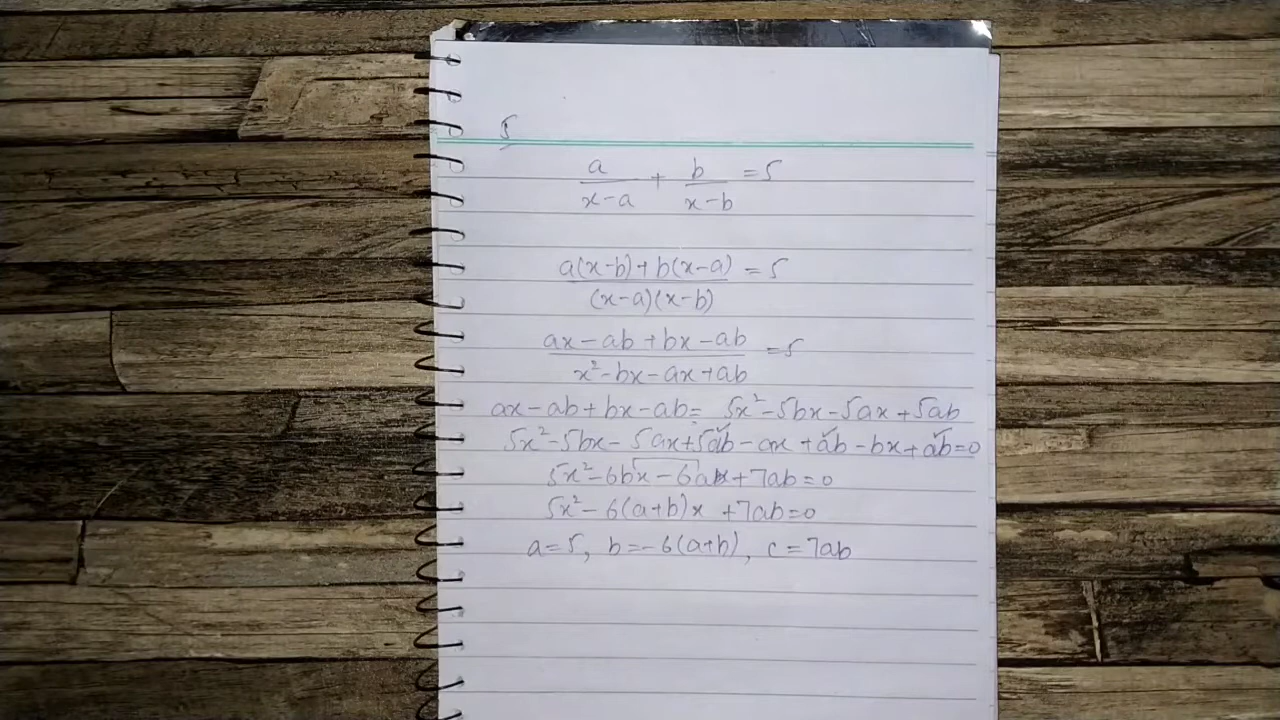 5
a/(x-a) + b/(x-b) = 5
(a(x-b)+b(x-a))/((x-a)(x-b)) = 5
(ax-ab+bx-ab)/(x²-bx-ax+ab) = 5
ax-ab+bx-ab = 5x²-5bx-5ax+5ab
5x²-5bx-5ax+5ab-ax+ab-bx+ab=0
5x²-6bx-6ax+7ab=0
5x²-6(a+b)x+7ab=0
a=5, b=-6(a+b), c=7ab